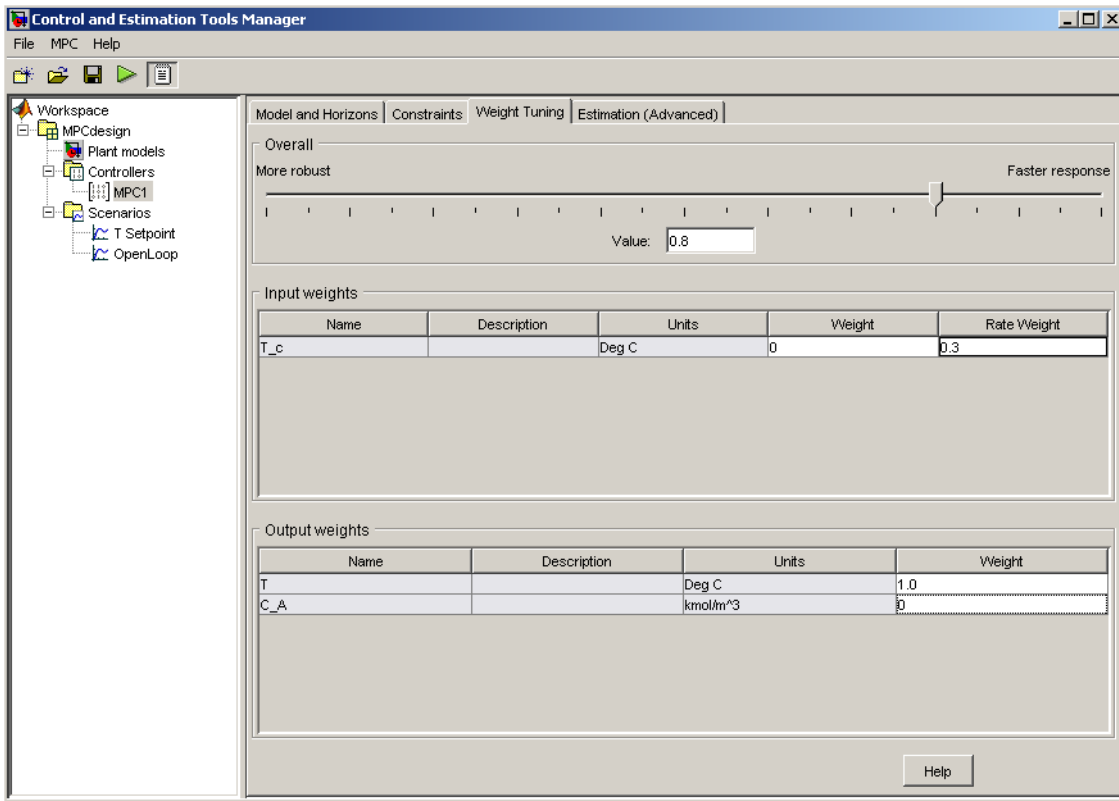 Control and Estimation Tools Manager
File MPC Help
Workspace
MPCdesign
Plant models
Controllers
MPC1
Scenarios
T Setpoint
OpenLoop
Model and Horizons Constraints Weight Tuning Estimation (Advanced)
Overall
More robust Faster response
Value: 0.8
Input weights
Name Description Units Weight Rate Weight
T_c Deg C 0 0.3
Output weights
Name Description Units Weight
T Deg C 1.0
C_A kmol/m^3 0
Help